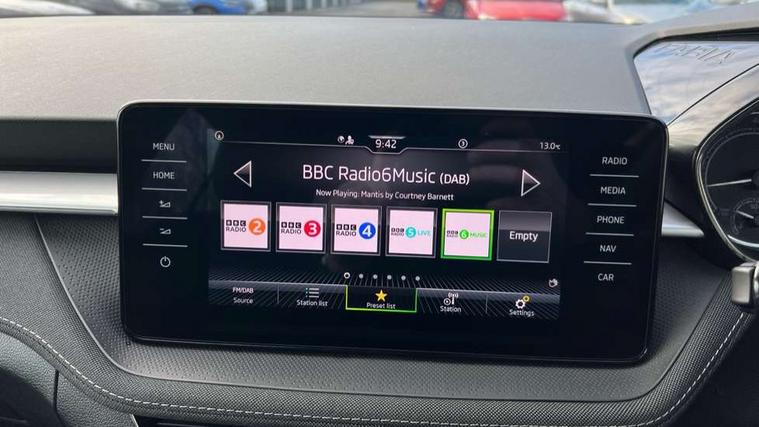 FABIA
9:42
13.0°C
MENU
HOME
BBC Radio6Music (DAB)
Now Playing: Mantis by Courtney Barnett
BBC RADIO 2
BBC RADIO 3
BBC RADIO 4
BBC RADIO 5 LIVE
BBC RADIO 6 MUSIC
Empty
FM/DAB
Source
Station list
Preset list
Station
Settings
RADIO
MEDIA
PHONE
NAV
CAR